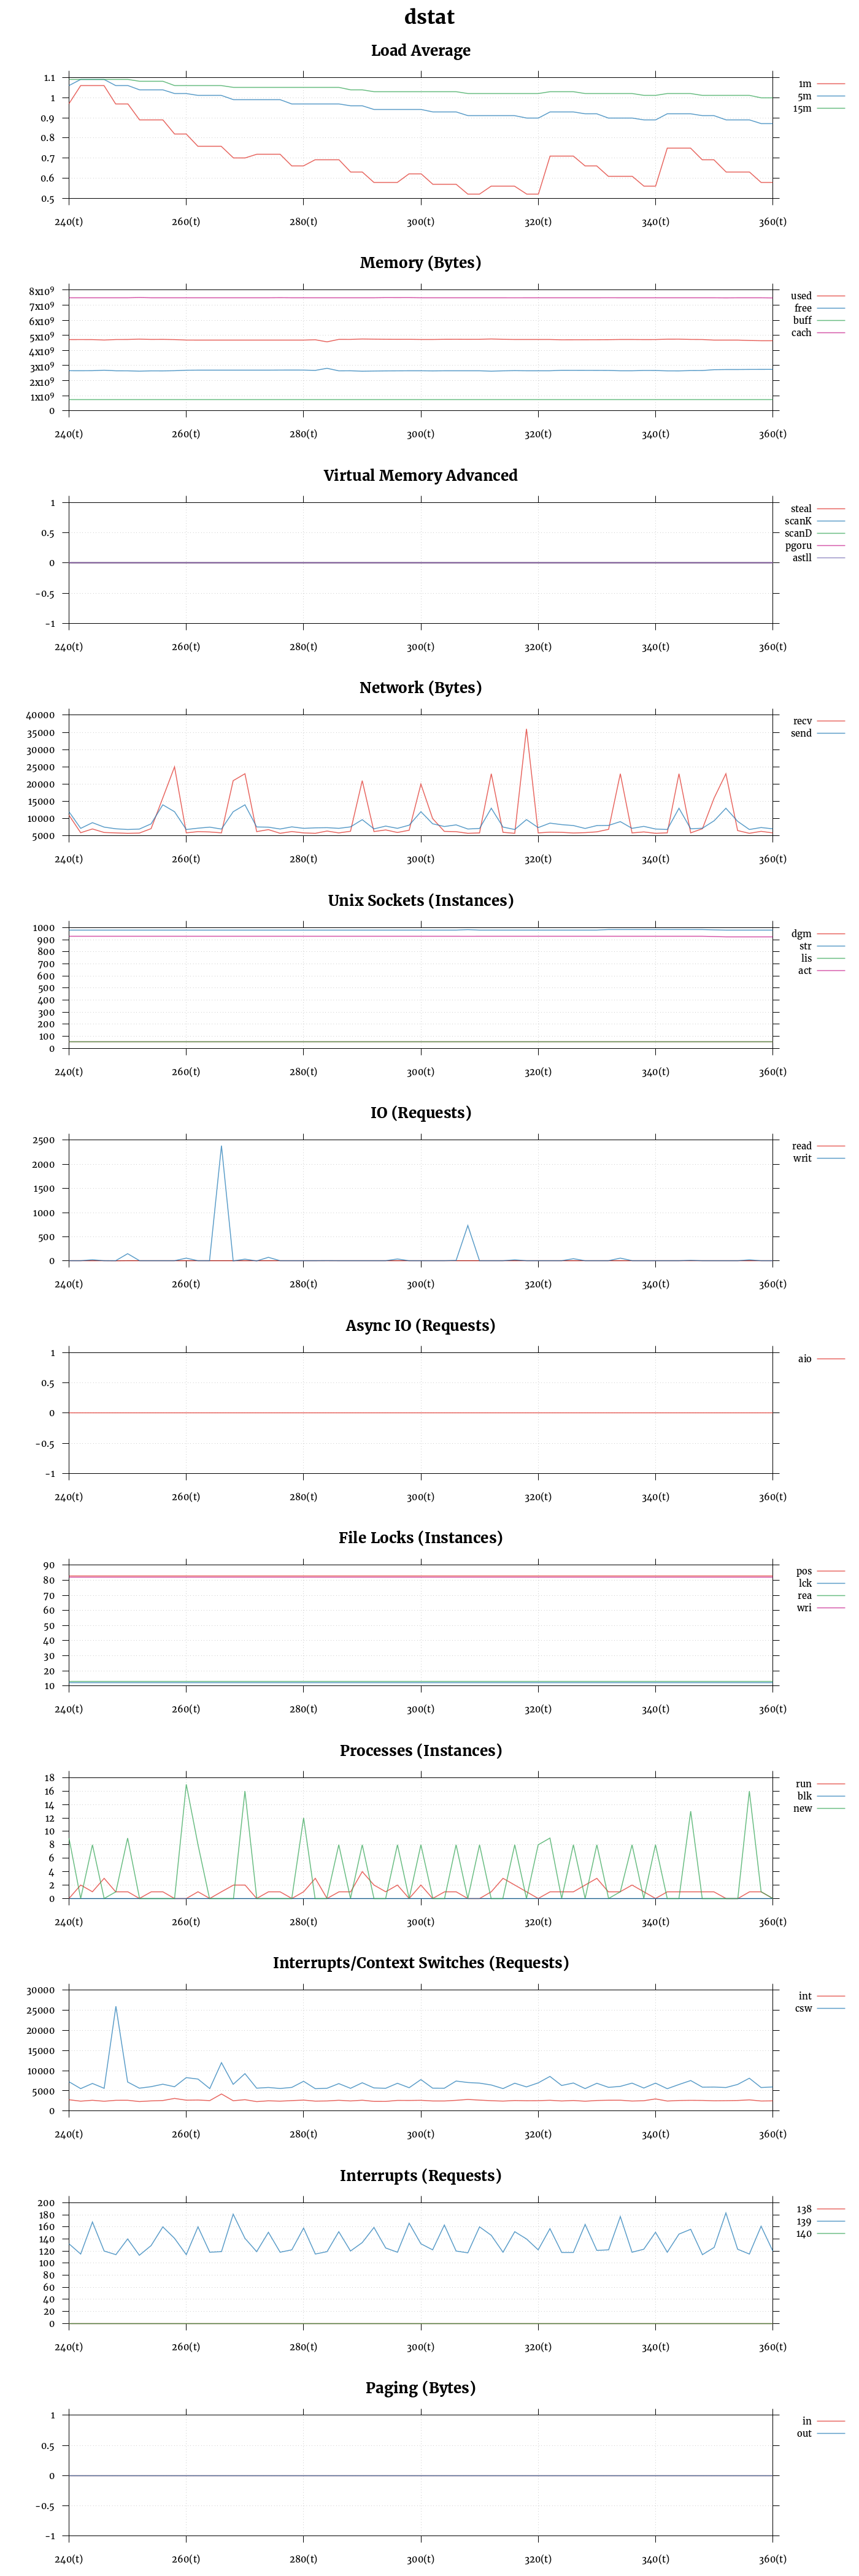 dstat
Load Average
1.1
1
0.9
0.8
0.7
0.6
0.5
240(t) 260(t) 280(t) 300(t) 320(t) 340(t) 360(t)
1m
5m
15m
Memory (Bytes)
8x10⁹
7x10⁹
6x10⁹
5x10⁹
4x10⁹
3x10⁹
2x10⁹
1x10⁹
0
240(t) 260(t) 280(t) 300(t) 320(t) 340(t) 360(t)
used
free
buff
cach
Virtual Memory Advanced
1
0.5
0
-0.5
-1
240(t) 260(t) 280(t) 300(t) 320(t) 340(t) 360(t)
steal
scanK
scanD
pgoru
astll
Network (Bytes)
40000
35000
30000
25000
20000
15000
10000
5000
240(t) 260(t) 280(t) 300(t) 320(t) 340(t) 360(t)
recv
send
Unix Sockets (Instances)
1000
900
800
700
600
500
400
300
200
100
0
240(t) 260(t) 280(t) 300(t) 320(t) 340(t) 360(t)
dgm
str
lis
act
IO (Requests)
2500
2000
1500
1000
500
0
240(t) 260(t) 280(t) 300(t) 320(t) 340(t) 360(t)
read
writ
Async IO (Requests)
1
0.5
0
-0.5
-1
240(t) 260(t) 280(t) 300(t) 320(t) 340(t) 360(t)
aio
File Locks (Instances)
90
80
70
60
50
40
30
20
10
240(t) 260(t) 280(t) 300(t) 320(t) 340(t) 360(t)
pos
lck
rea
wri
Processes (Instances)
18
16
14
12
10
8
6
4
2
0
240(t) 260(t) 280(t) 300(t) 320(t) 340(t) 360(t)
run
blk
new
Interrupts/Context Switches (Requests)
30000
25000
20000
15000
10000
5000
0
240(t) 260(t) 280(t) 300(t) 320(t) 340(t) 360(t)
int
csw
Interrupts (Requests)
200
180
160
140
120
100
80
60
40
20
0
240(t) 260(t) 280(t) 300(t) 320(t) 340(t) 360(t)
138
139
140
Paging (Bytes)
1
0.5
0
-0.5
-1
240(t) 260(t) 280(t) 300(t) 320(t) 340(t) 360(t)
in
out